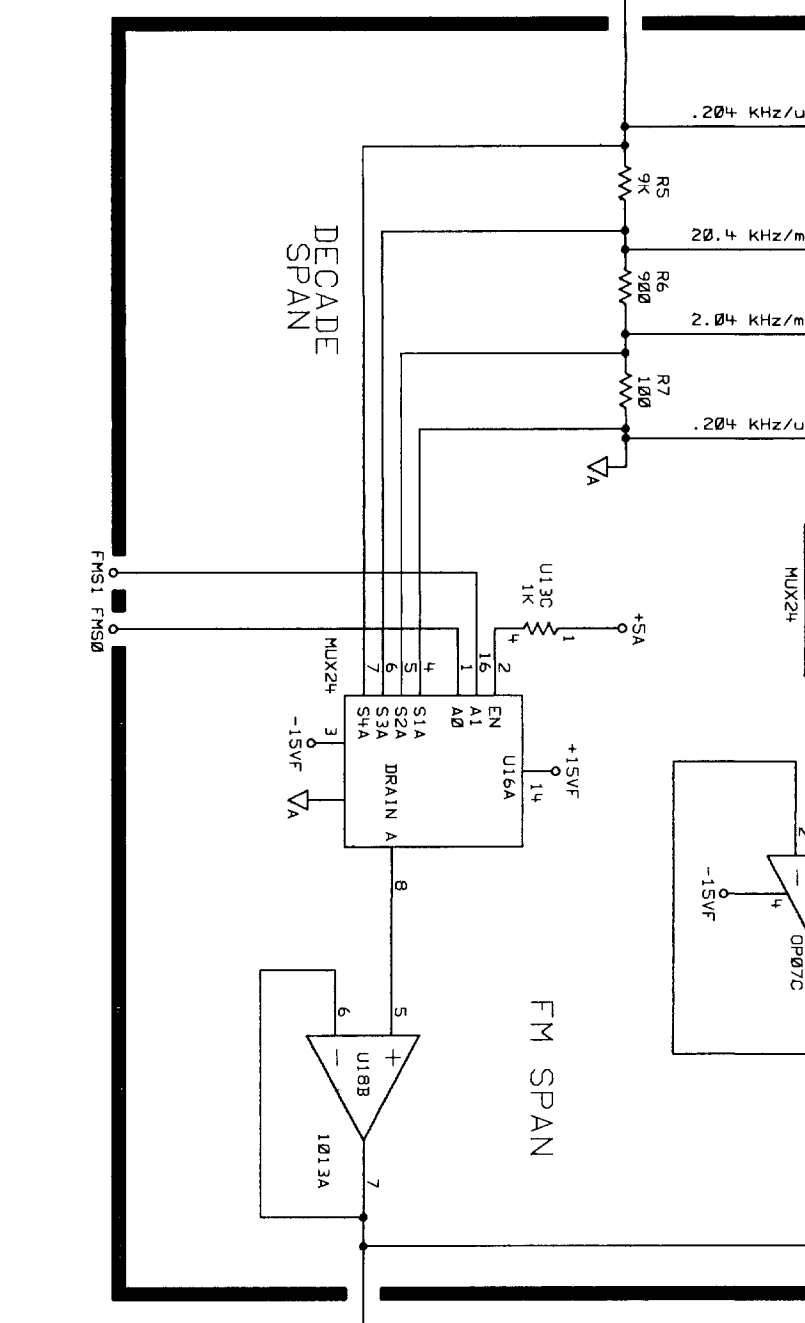 .204 KHz/u
R5
9K
20.4 KHz/m
R6
900
2.04 KHz/m
R7
100
.204 KHz/u
A
DECADE
SPAN
FMS1
FMS0
U13C
1K
4
1
+5A
MUX24
MUX24
7
6
5
4
1
16
2
S4A
S3A
S2A
S1A
A0
A1
EN
U16A
3
-15VF
A
DRAIN A
14
+15VF
8
2
-
-15VF
4
OP07C
6
5
-
+
U18B
1013A
7
FM SPAN